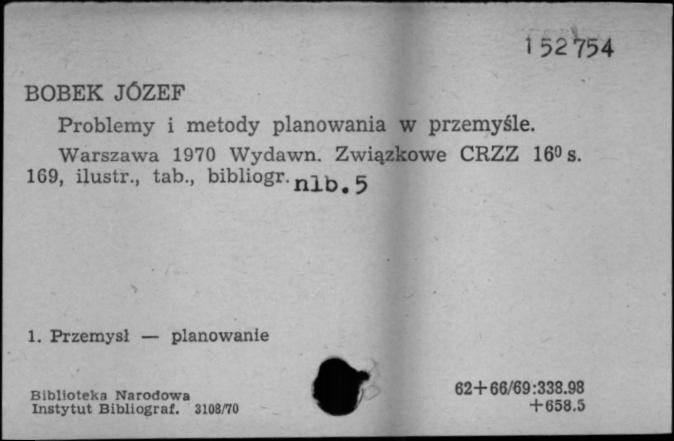 152754
BOBEK JÓZEF
Problemy i metody planowania w przemyśle.
Warszawa 1970 Wydawn. Związkowe CRZZ 16⁰ s.
169, ilustr., tab., bibliogr. nlb. 5
1. Przemysł — planowanie
Biblioteka Narodowa
Instytut Bibliograf. 3108/70
62+66/69:338.98
+658.5